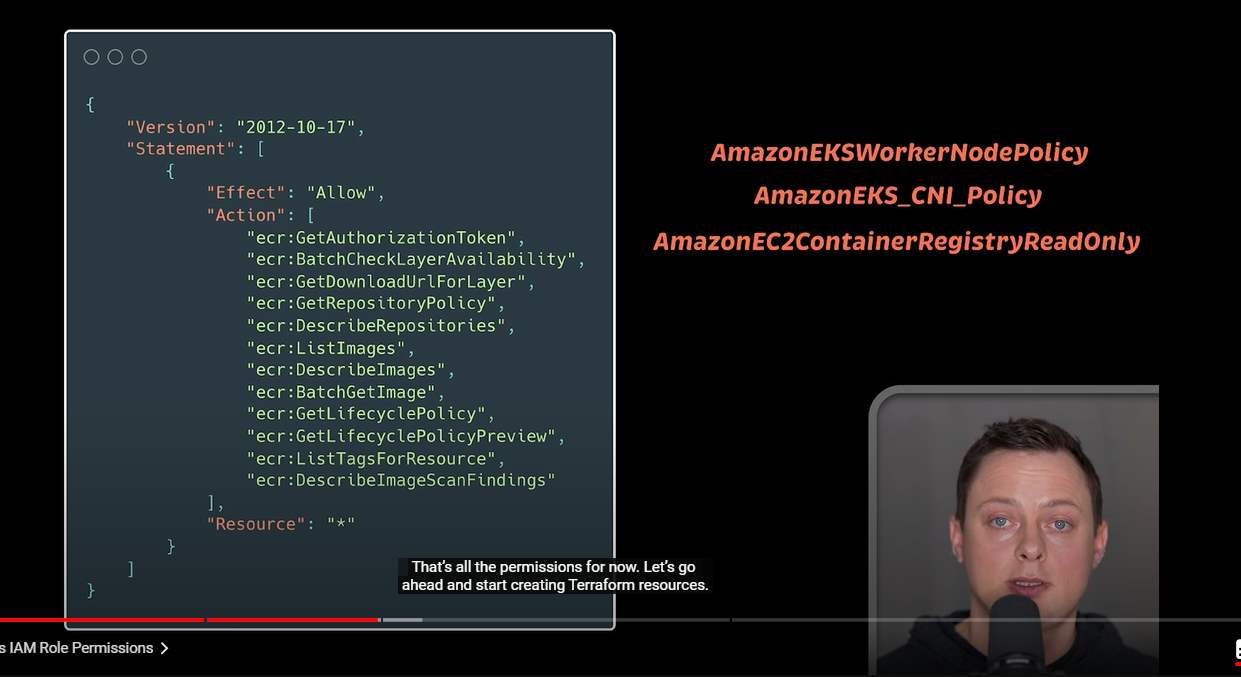 {
"Version": "2012-10-17",
"Statement": [
{
"Effect": "Allow",
"Action": [
"ecr:GetAuthorizationToken",
"ecr:BatchCheckLayerAvailability",
"ecr:GetDownloadUrlForLayer",
"ecr:GetRepositoryPolicy",
"ecr:DescribeRepositories",
"ecr:ListImages",
"ecr:DescribeImages",
"ecr:BatchGetImage",
"ecr:GetLifecyclePolicy",
"ecr:GetLifecyclePolicyPreview",
"ecr:ListTagsForResource",
"ecr:DescribeImageScanFindings"
],
"Resource": "*"
}
]
}
AmazonEKSWorkerNodePolicy
AmazonEKS_CNI_Policy
AmazonEC2ContainerRegistryReadOnly
That's all the permissions for now. Let's go
ahead and start creating Terraform resources.
s IAM Role Permissions >